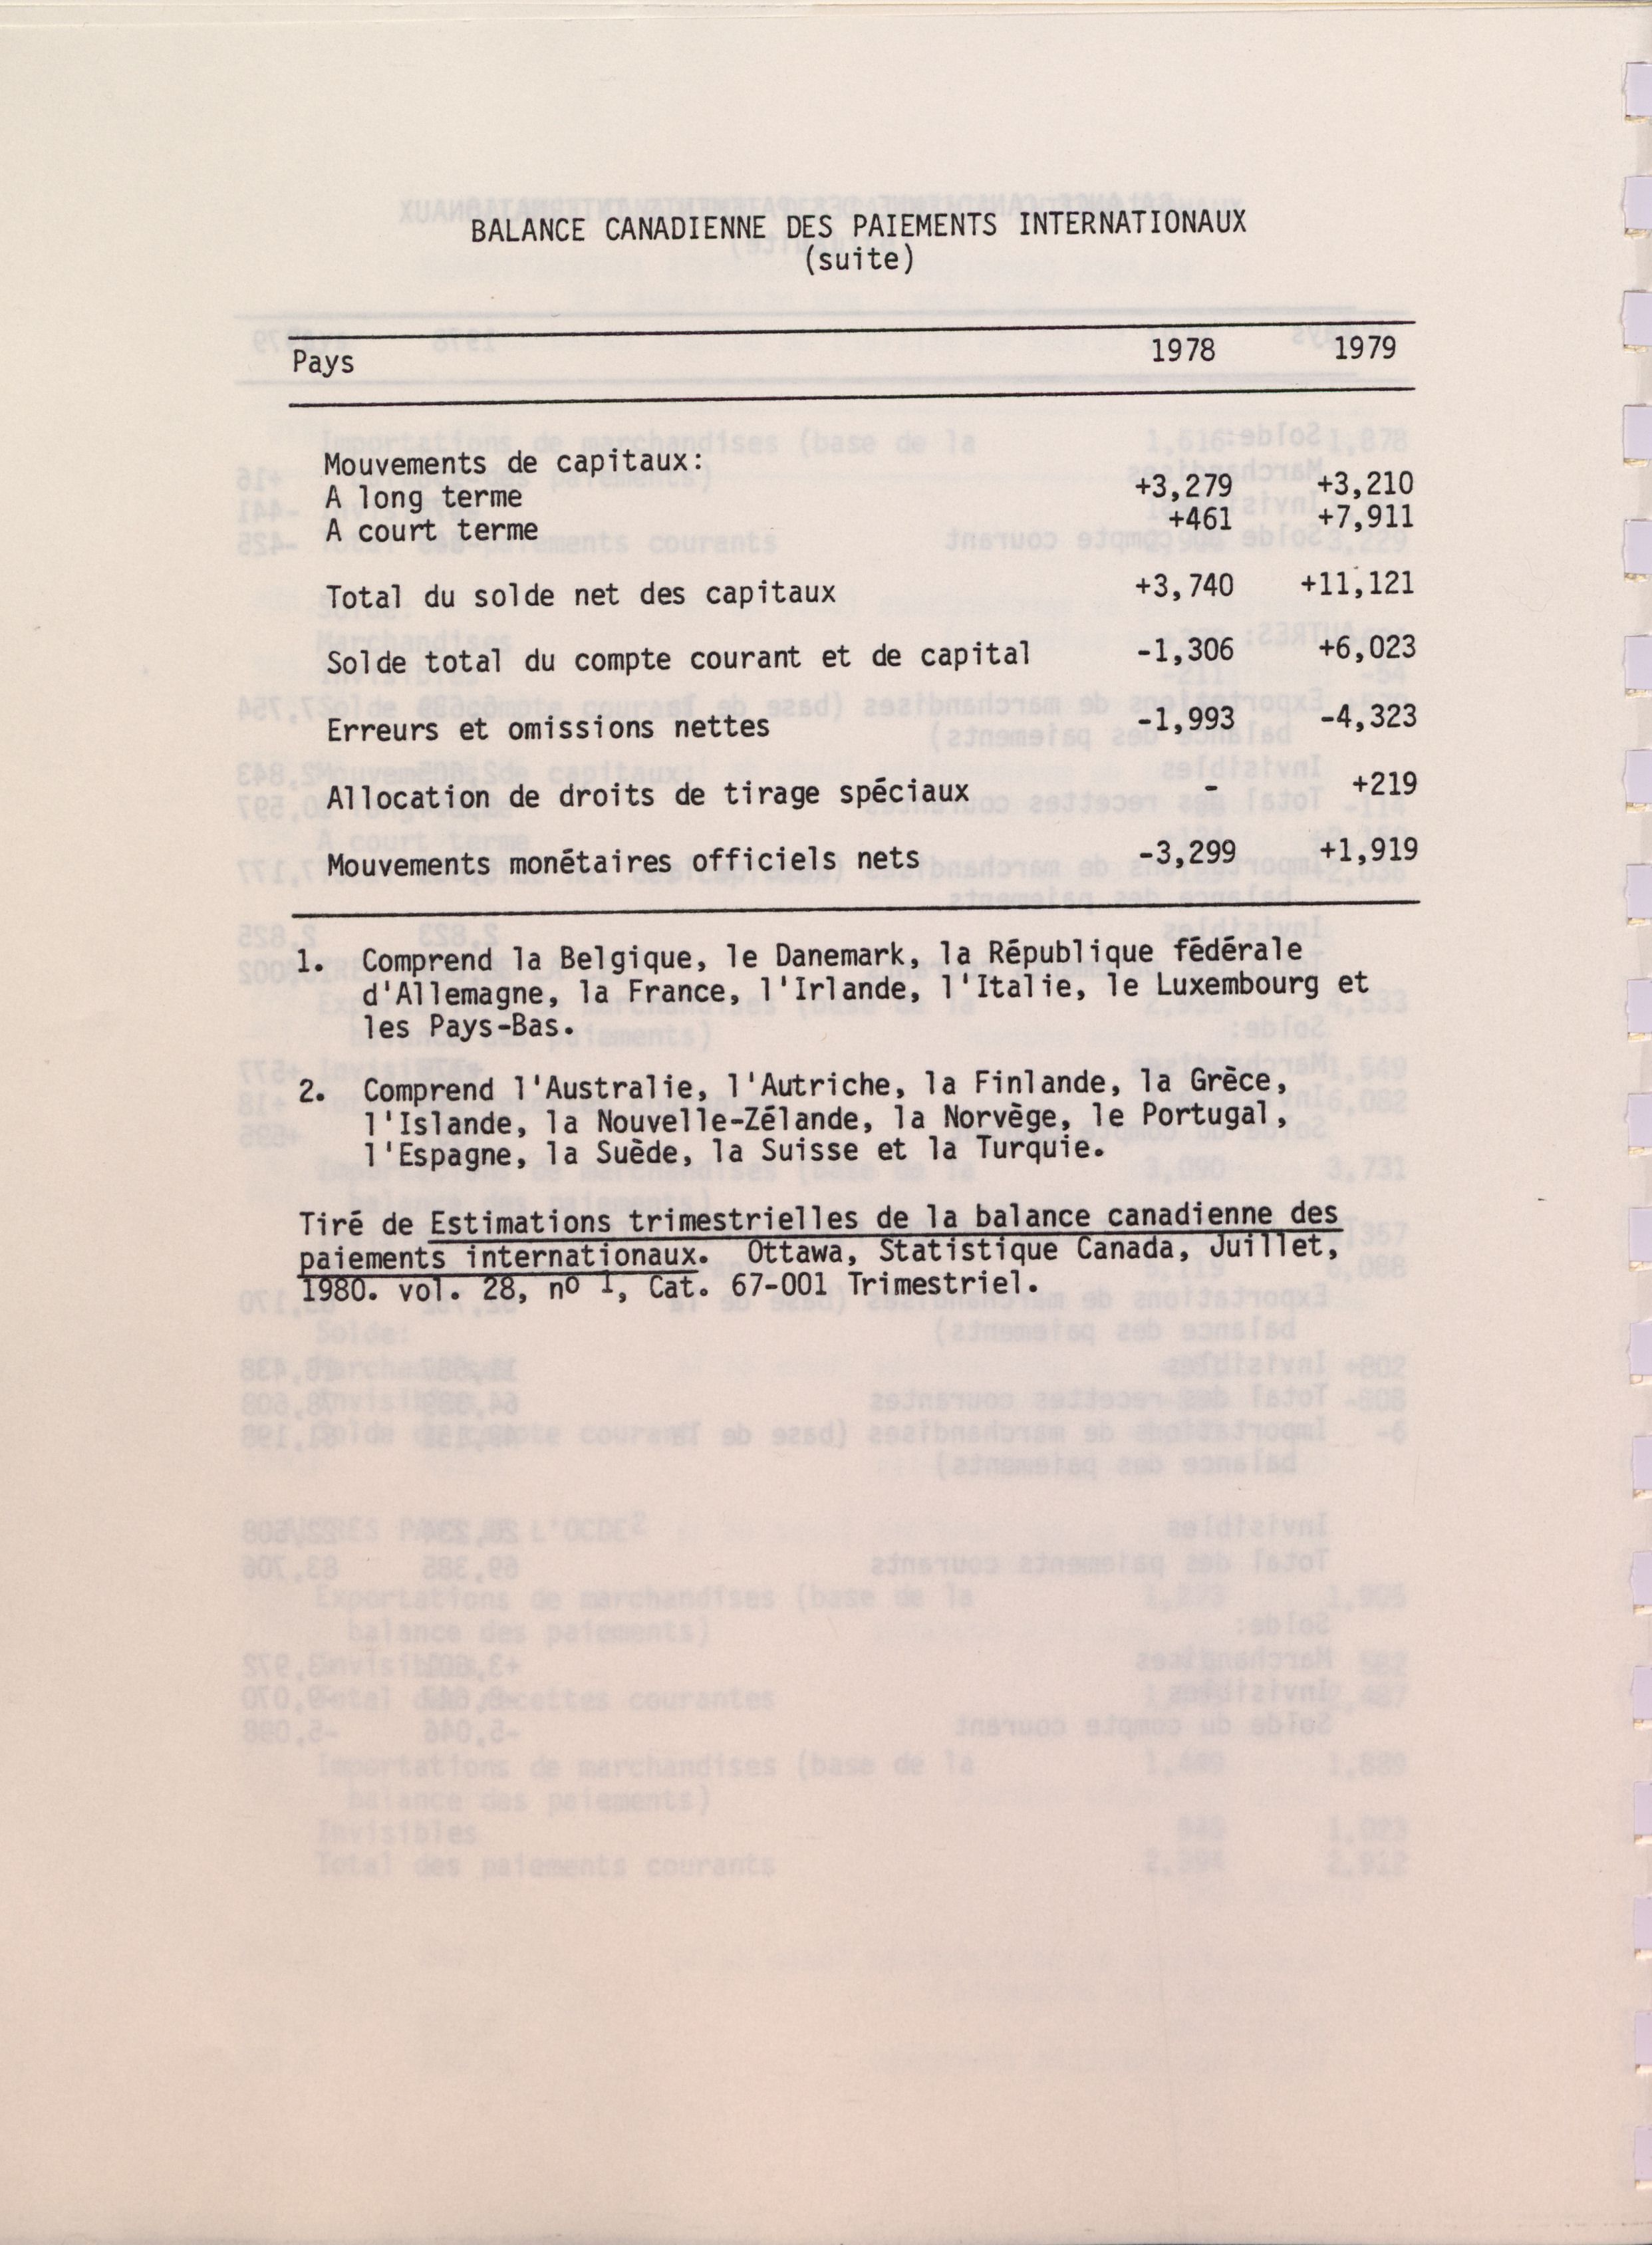 BALANCE CANADIENNE DES PAIEMENTS INTERNATIONAUX
(suite)
Pays 1978 1979
Mouvements de capitaux:
A long terme +3,279 +3,210
A court terme +461 +7,911
Total du solde net des capitaux +3,740 +11,121
Solde total du compte courant et de capital -1,306 +6,023
Erreurs et omissions nettes -1,993 -4,323
Allocation de droits de tirage spéciaux - +219
Mouvements monétaires officiels nets -3,299 +1,919
1. Comprend la Belgique, le Danemark, la République fédérale
d'Allemagne, la France, l'Irlande, l'Italie, le Luxembourg et
les Pays-Bas.
2. Comprend l'Australie, l'Autriche, la Finlande, la Grèce,
l'Islande, la Nouvelle-Zélande, la Norvège, le Portugal,
l'Espagne, la Suède, la Suisse et la Turquie.
Tiré de Estimations trimestrielles de la balance canadienne des
paiements internationaux. Ottawa, Statistique Canada, Juillet,
1980. vol. 28, nº 1, Cat. 67-001 Trimestriel.